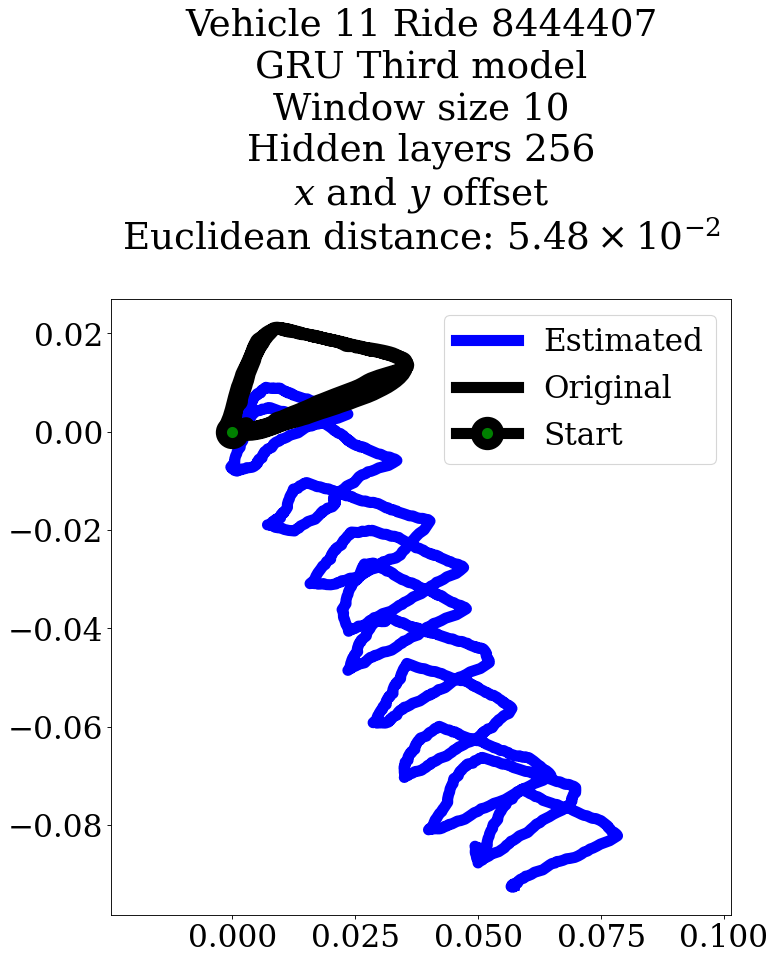 Vehicle 11 Ride 8444407
GRU Third model
Window size 10
Hidden layers 256
x and y offset
Euclidean distance: 5.48 × 10⁻²
Estimated
Original
Start
0.02
0.00
−0.02
−0.04
−0.06
−0.08
0.000 0.025 0.050 0.075 0.100